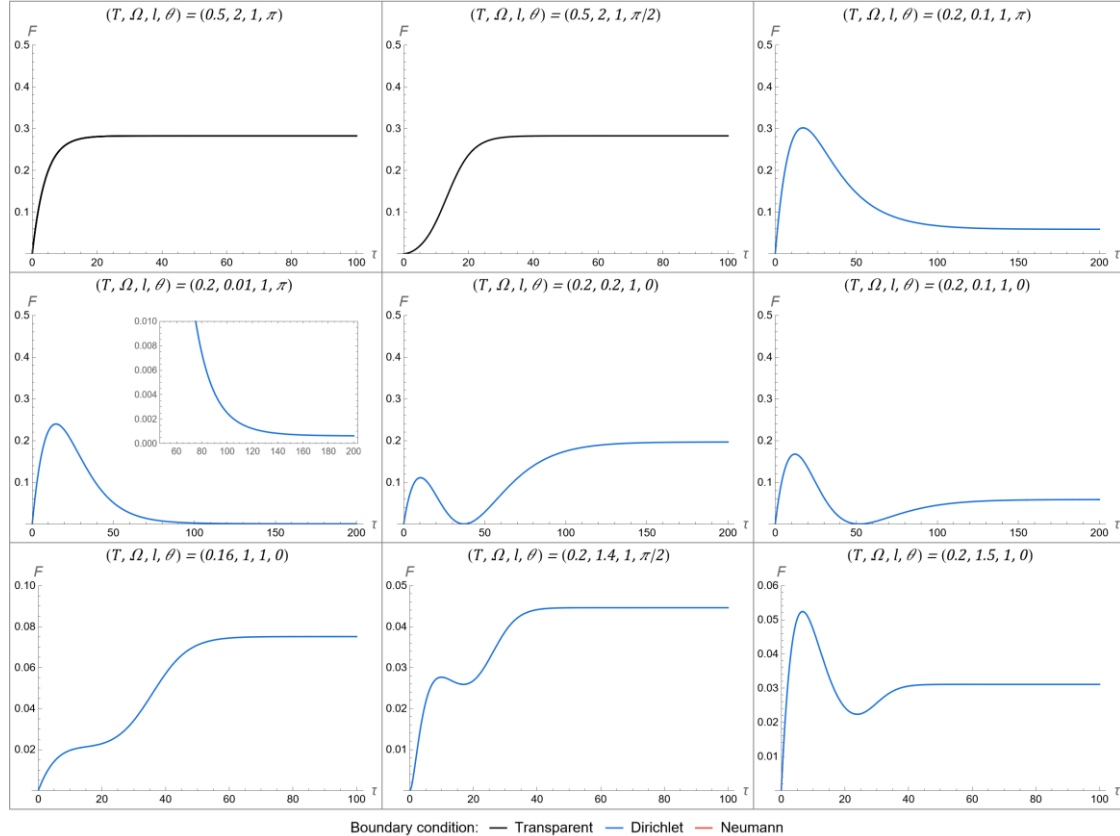 (T, Ω, l, θ) = (0.5, 2, 1, π)
F
0.5
0.4
0.3
0.2
0.1
0 20 40 60 80 100 τ
(T, Ω, l, θ) = (0.5, 2, 1, π/2)
F
0.5
0.4
0.3
0.2
0.1
0 20 40 60 80 100 τ
(T, Ω, l, θ) = (0.2, 0.1, 1, π)
F
0.5
0.4
0.3
0.2
0.1
0 50 100 150 200 τ
(T, Ω, l, θ) = (0.2, 0.01, 1, π)
F
0.5
0.4
0.3
0.2
0.1
0 50 100 150 200 τ
0.010
0.008
0.006
0.004
0.002
0.000
60 80 100 120 140 160 180 200
(T, Ω, l, θ) = (0.2, 0.2, 1, 0)
F
0.5
0.4
0.3
0.2
0.1
0 50 100 150 200 τ
(T, Ω, l, θ) = (0.2, 0.1, 1, 0)
F
0.5
0.4
0.3
0.2
0.1
0 50 100 150 200 τ
(T, Ω, l, θ) = (0.16, 1, 1, 0)
F
0.10
0.08
0.06
0.04
0.02
0 20 40 60 80 100 τ
(T, Ω, l, θ) = (0.2, 1.4, 1, π/2)
F
0.05
0.04
0.03
0.02
0.01
0 20 40 60 80 100 τ
(T, Ω, l, θ) = (0.2, 1.5, 1, 0)
F
0.06
0.05
0.04
0.03
0.02
0.01
0 20 40 60 80 100 τ
Boundary condition: Transparent Dirichlet Neumann